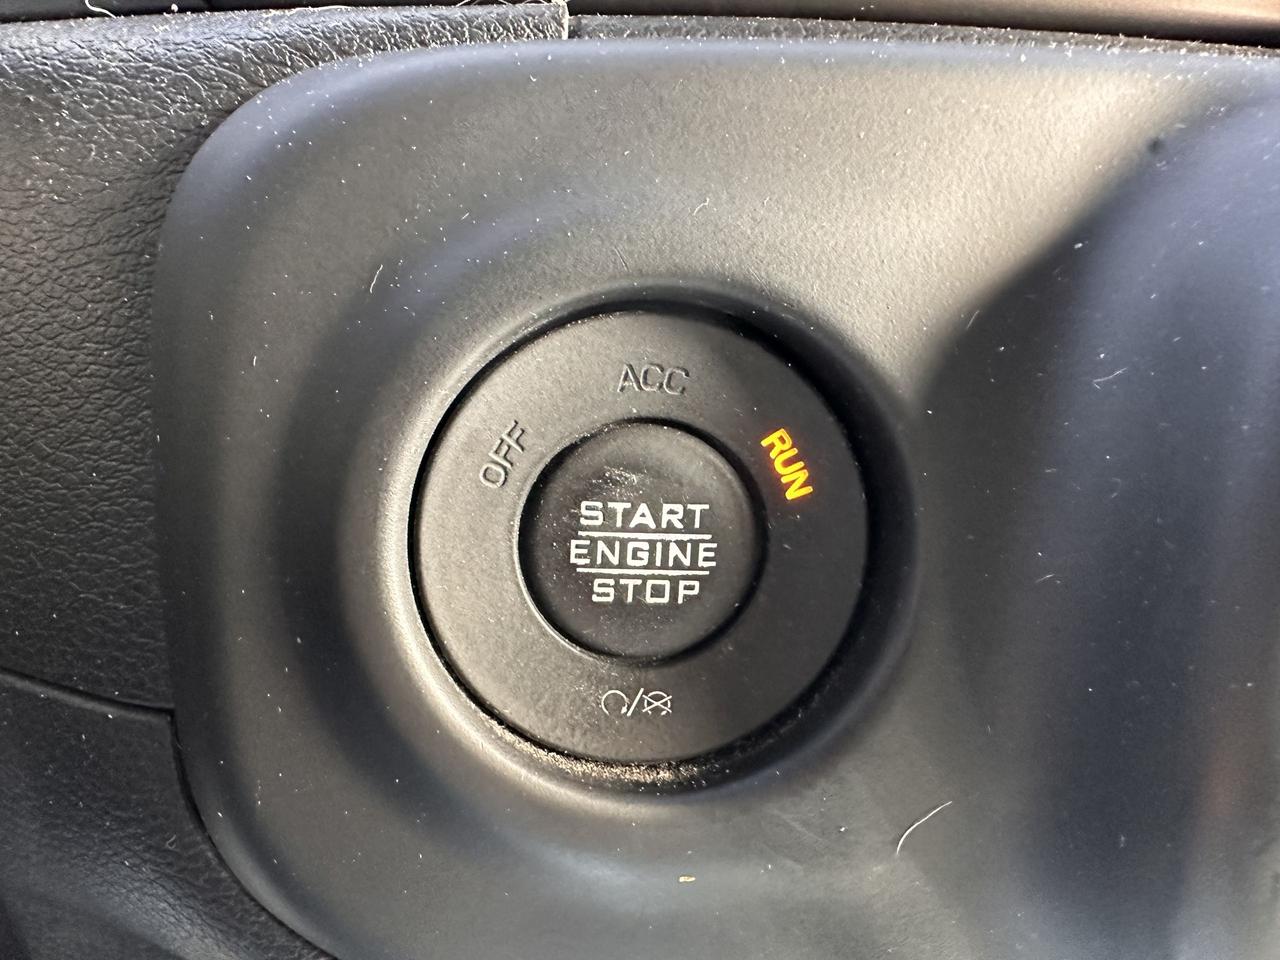 ACC
OFF
RUN
START
ENGINE
STOP